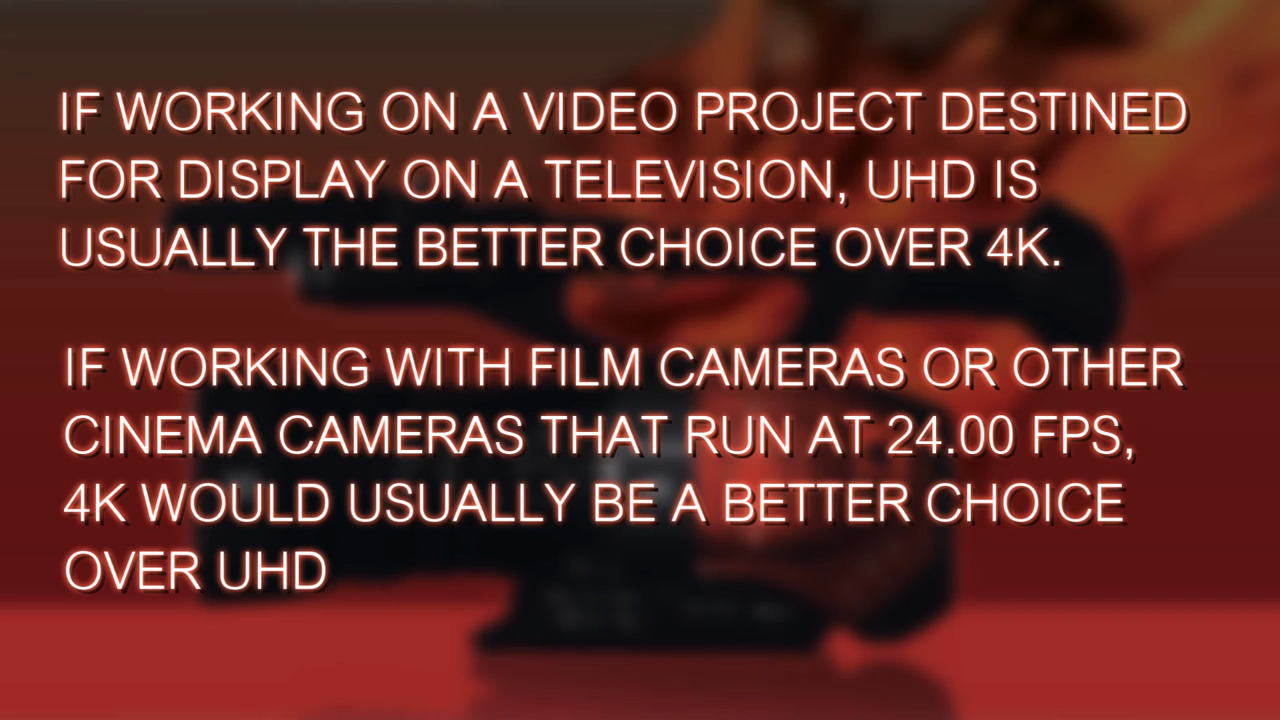 IF WORKING ON A VIDEO PROJECT DESTINED
FOR DISPLAY ON A TELEVISION, UHD IS
USUALLY THE BETTER CHOICE OVER 4K.
IF WORKING WITH FILM CAMERAS OR OTHER
CINEMA CAMERAS THAT RUN AT 24.00 FPS,
4K WOULD USUALLY BE A BETTER CHOICE
OVER UHD